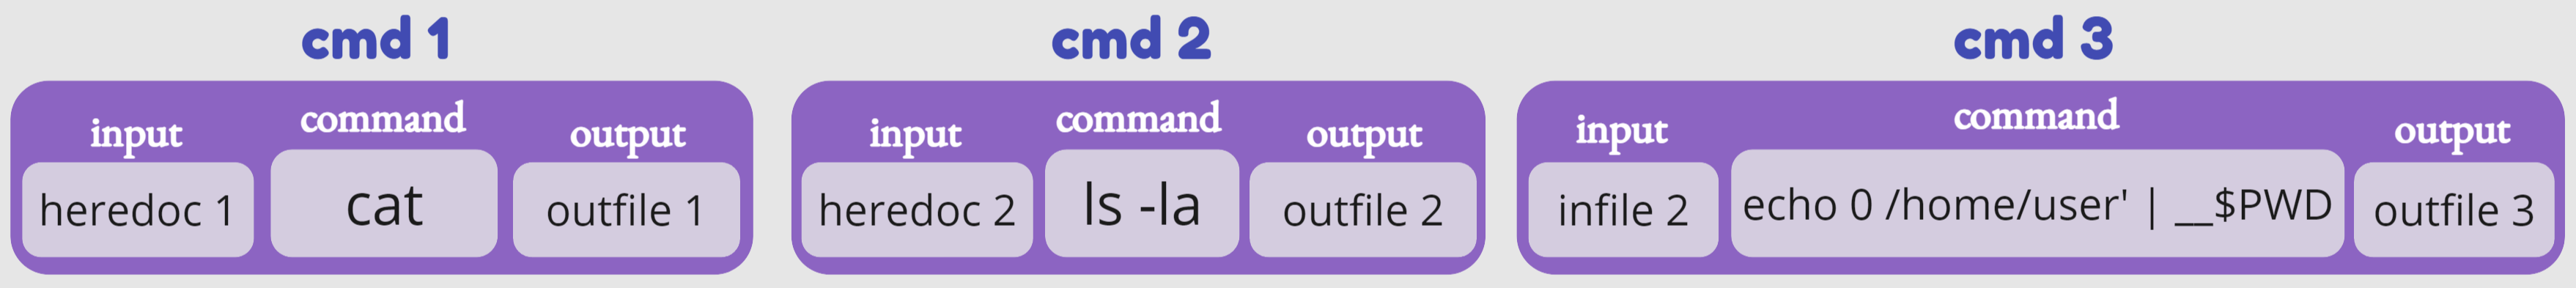 cmd 1
input
command
output
heredoc 1
cat
outfile 1
cmd 2
input
command
output
heredoc 2
ls -la
outfile 2
cmd 3
input
command
output
infile 2
echo 0 /home/user' | __$PWD
outfile 3